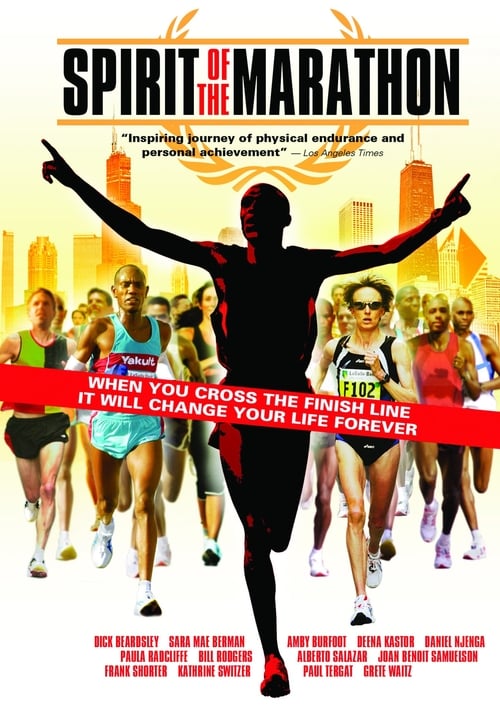 SPIRIT OF THE MARATHON
"Inspiring journey of physical endurance and
personal achievement" — Los Angeles Times
Yakult
F102
WHEN YOU CROSS THE FINISH LINE
IT WILL CHANGE YOUR LIFE FOREVER
DICK BEARDSLEY SARA MAE BERMAN AMBY BURFOOT DEENA KASTOR DANIEL NJENGA
PAULA RADCLIFFE BILL RODGERS ALBERTO SALAZAR JOAN BENOIT SAMUELSON
FRANK SHORTER KATHRINE SWITZER PAUL TERGAT GRETE WAITZ